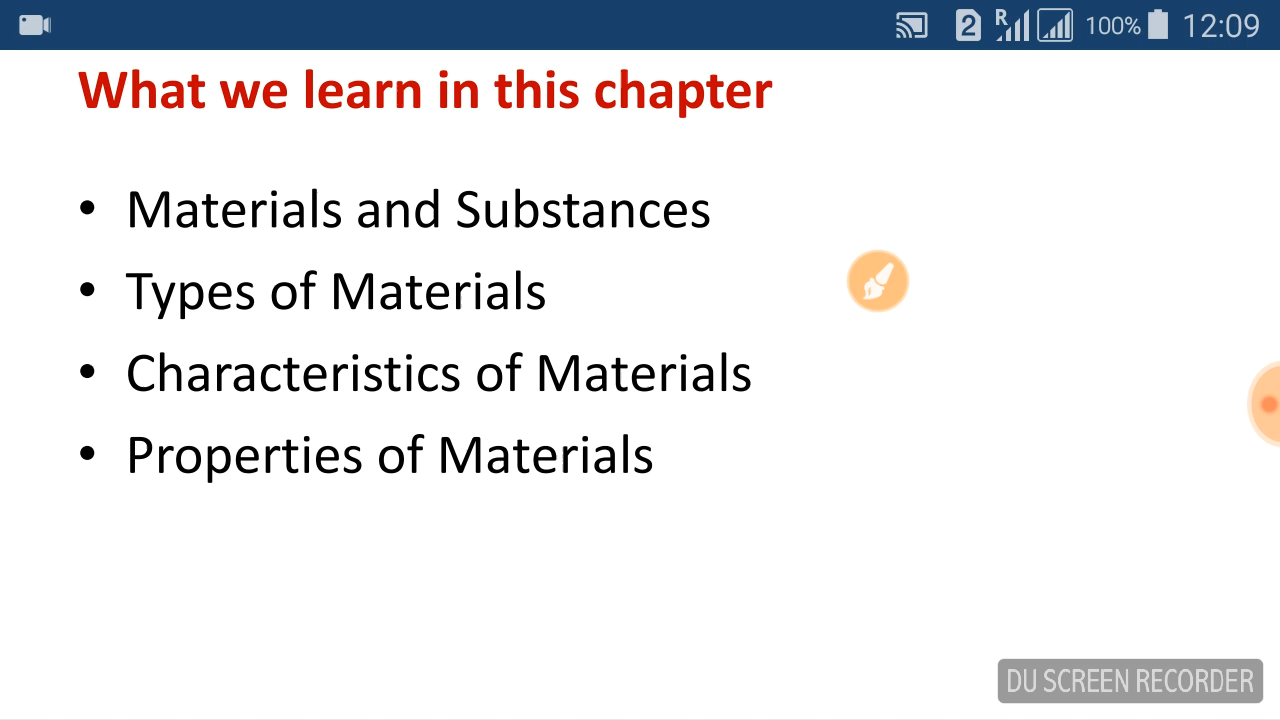 2 R 100% 12:09
What we learn in this chapter
• Materials and Substances
• Types of Materials
• Characteristics of Materials
• Properties of Materials
DU SCREEN RECORDER